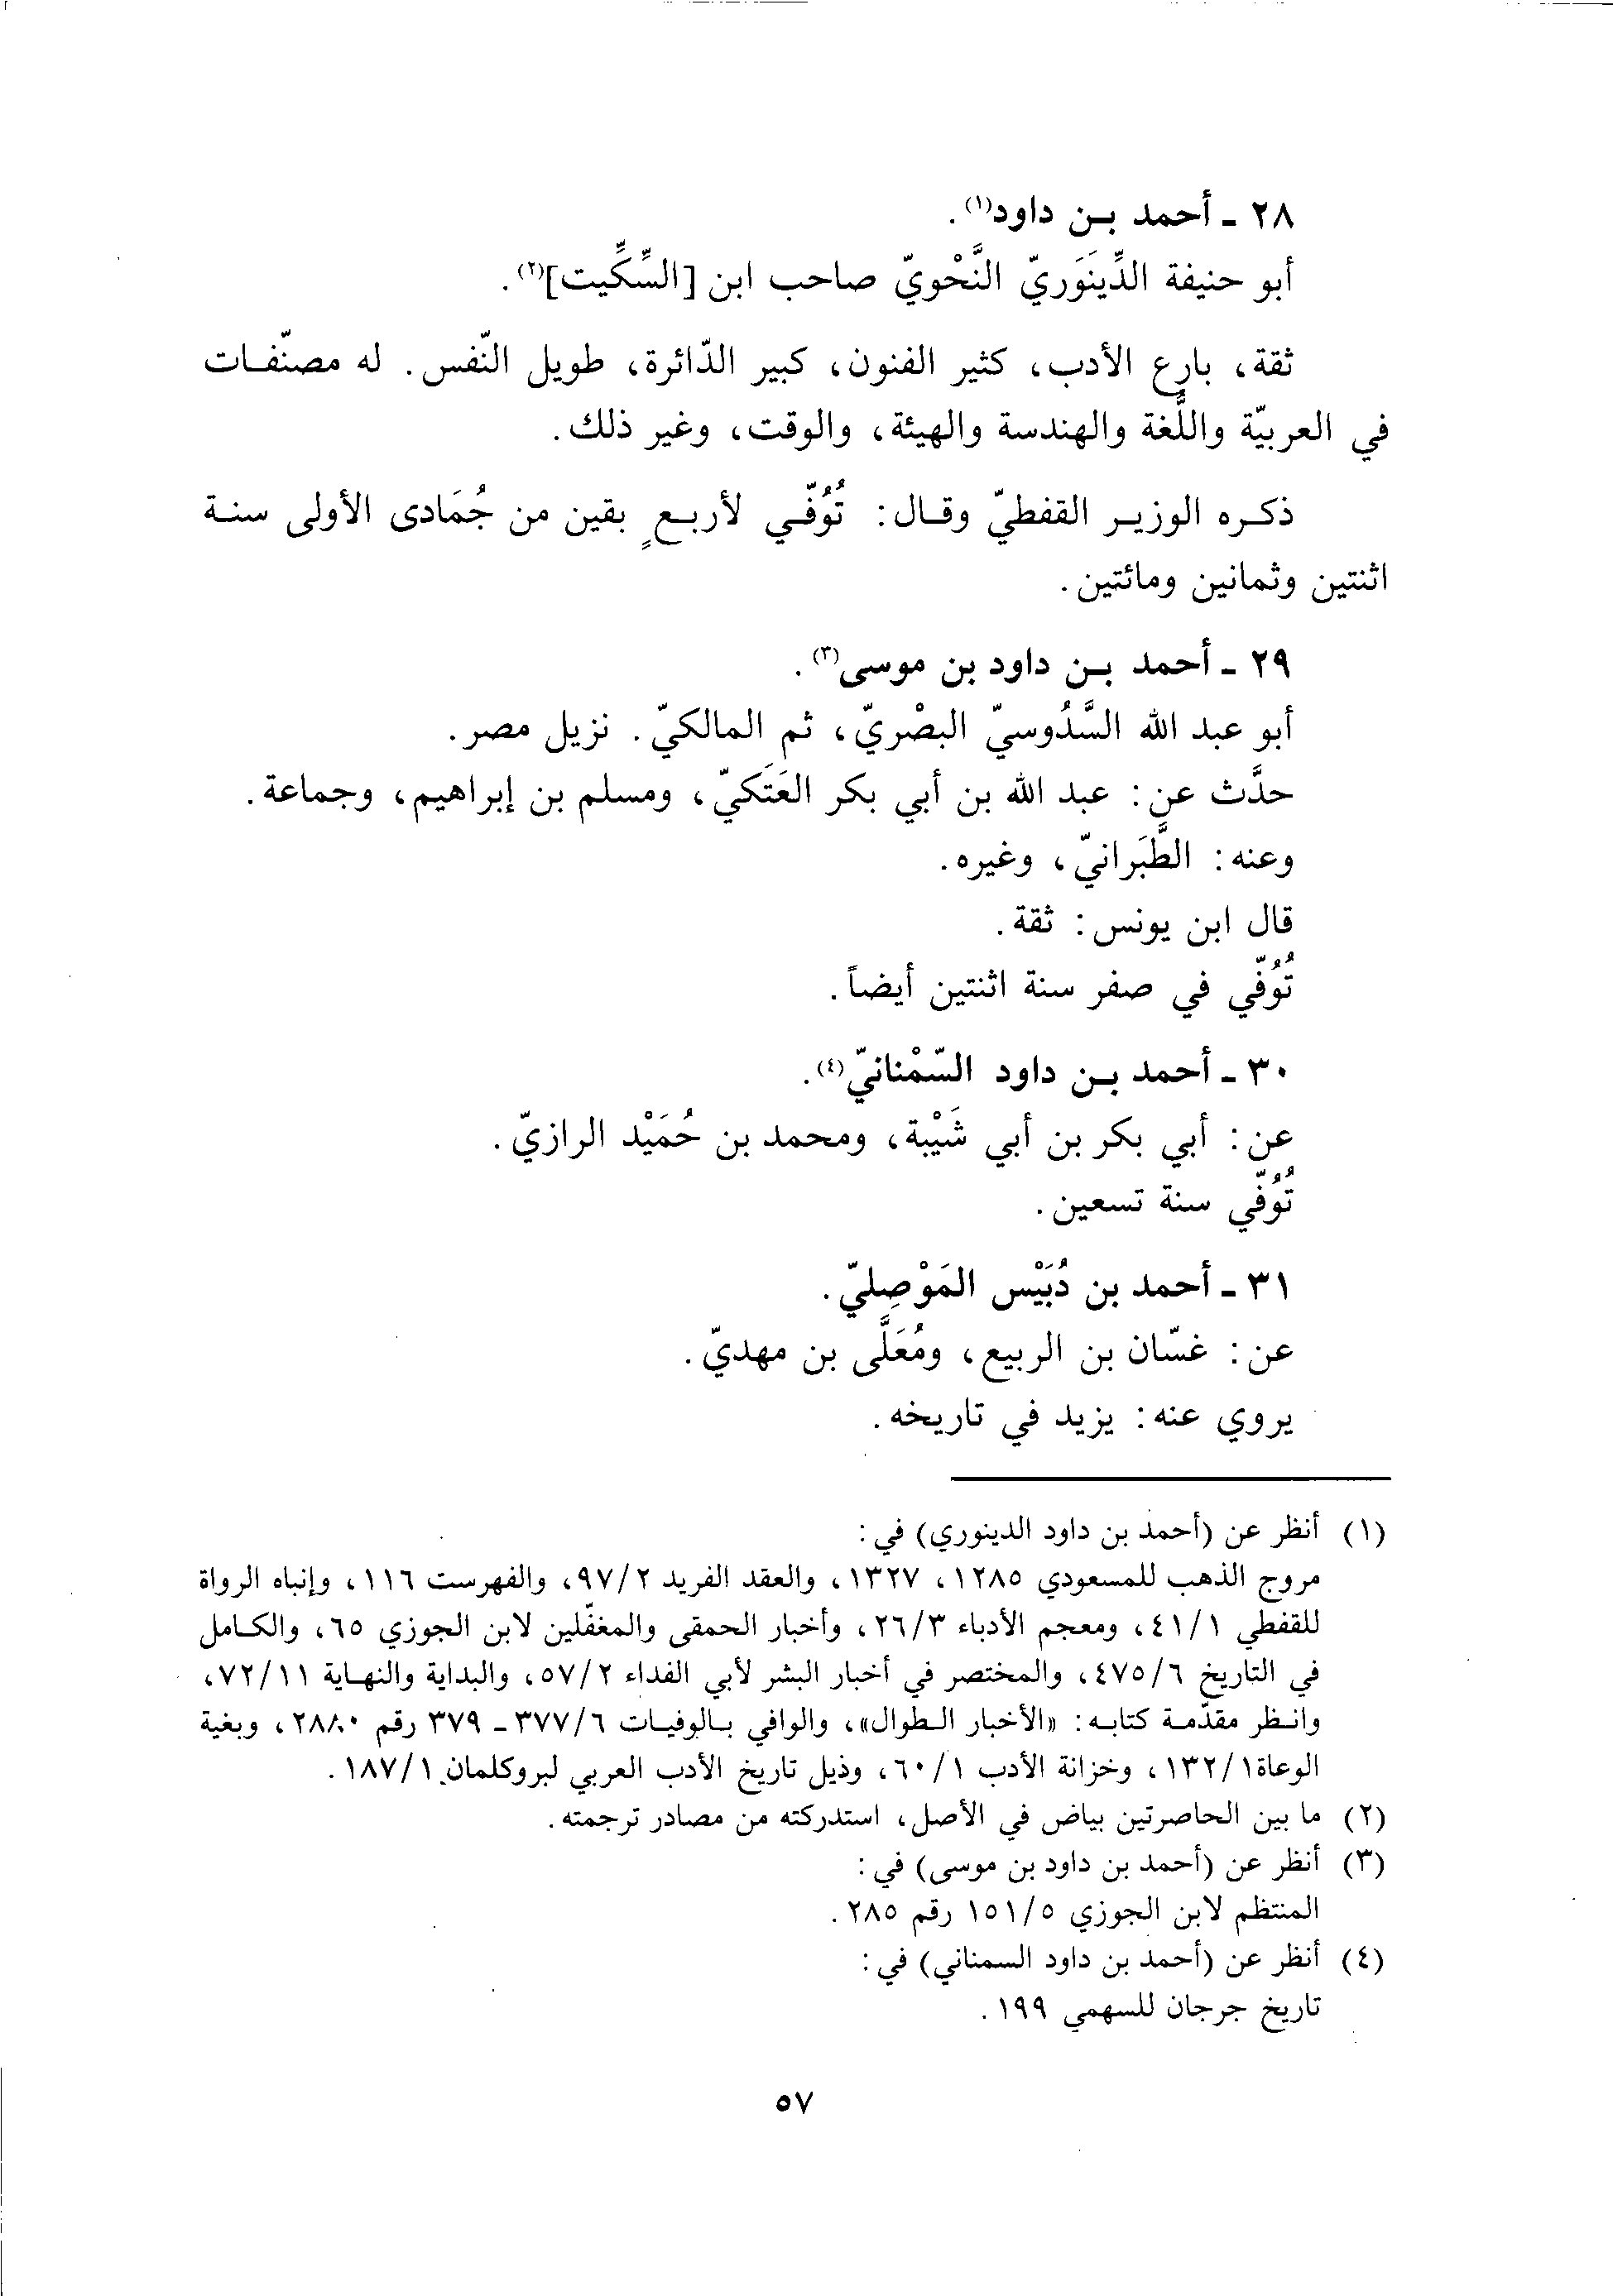 ٢٨ - أحمد بن داود(١).
أبو حنيفة الدِّينَوَريّ النَّحْويّ صاحب ابن [السِّكِّيت](٢).
ثقة، بارع الأدب، كثير الفنون، كبير الدّائرة، طويل النّفس. له مصنّفات
في العربيّة واللُّغة والهندسة والهيئة، والوقت، وغير ذلك.
ذكره الوزير القفطيّ وقال: تُوُفّي لأربعٍ بقين من جُمَادى الأولى سنة
اثنتين وثمانين ومائتين.
٢٩ - أحمد بن داود بن موسى(٣).
أبو عبد الله السَّدُوسيّ البصْريّ، ثم المالكيّ. نزيل مصر.
حدَّث عن: عبد الله بن أبي بكر العَتَكيّ، ومسلم بن إبراهيم، وجماعة.
وعنه: الطَّبَرانيّ، وغيره.
قال ابن يونس: ثقة.
تُوُفّي في صفر سنة اثنتين أيضاً.
٣٠ - أحمد بن داود السّمْنانيّ(٤).
عن: أبي بكر بن أبي شَيْبة، ومحمد بن حُمَيْد الرازيّ.
تُوُفّي سنة تسعين.
٣١ - أحمد بن دُبَيْس المَوْصِليّ.
عن: غسّان بن الربيع، ومُعَلَّى بن مهديّ.
يروي عنه: يزيد في تاريخه.
(١) أنظر عن (أحمد بن داود الدينوري) في:
مروج الذهب للمسعودي ١٢٨٥، ١٣٢٧، والعقد الفريد ٩٧/٢، والفهرست ١١٦، وإنباه الرواة
للقفطي ٤١/١، ومعجم الأدباء ٢٦/٣، وأخبار الحمقى والمغفّلين لابن الجوزي ٦٥، والكامل
في التاريخ ٤٧٥/٦، والمختصر في أخبار البشر لأبي الفداء ٥٧/٢، والبداية والنهاية ٧٢/١١،
وانظر مقدّمة كتابه: «الأخبار الطوال»، والوافي بالوفيات ٣٧٧/٦ - ٣٧٩ رقم ٢٨٨٠، وبغية
الوعاة ١٣٢/١، وخزانة الأدب ٦٠/١، وذيل تاريخ الأدب العربي لبروكلمان ١٨٧/١.
(٢) ما بين الحاصرتين بياض في الأصل، استدركته من مصادر ترجمته.
(٣) أنظر عن (أحمد بن داود بن موسى) في:
المنتظم لابن الجوزي ١٥١/٥ رقم ٢٨٥.
(٤) أنظر عن (أحمد بن داود السمناني) في:
تاريخ جرجان للسهمي ١٩٩.
٥٧